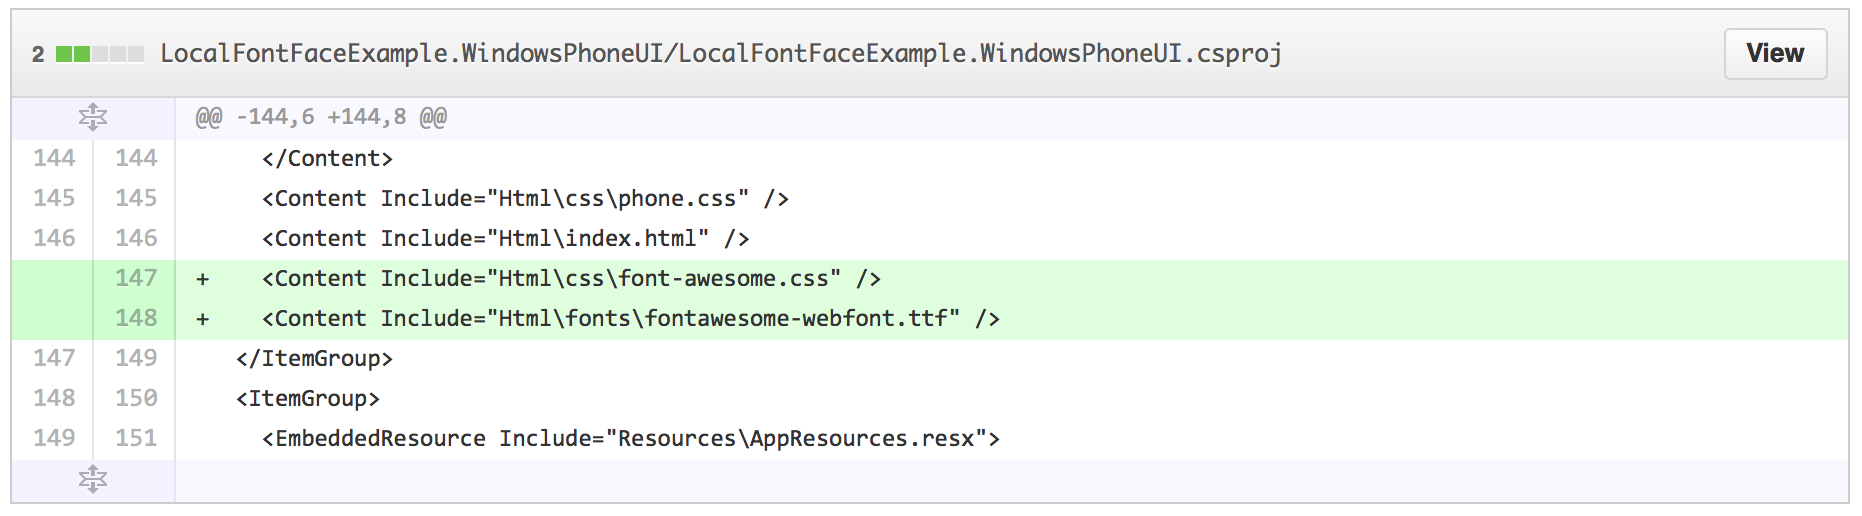 2 LocalFontFaceExample.WindowsPhoneUI/LocalFontFaceExample.WindowsPhoneUI.csproj View
@@ -144,6 +144,8 @@
144 144 </Content>
145 145 <Content Include="Html\css\phone.css" />
146 146 <Content Include="Html\index.html" />
147 + <Content Include="Html\css\font-awesome.css" />
148 + <Content Include="Html\fonts\fontawesome-webfont.ttf" />
147 149 </ItemGroup>
148 150 <ItemGroup>
149 151 <EmbeddedResource Include="Resources\AppResources.resx">